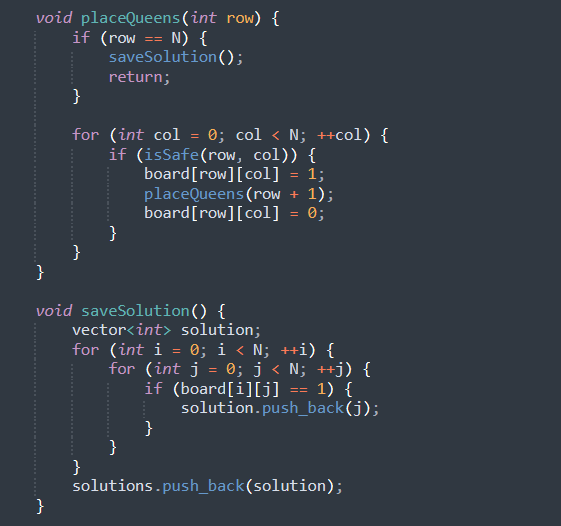 void placeQueens(int row) {
    if (row == N) {
        saveSolution();
        return;
    }

    for (int col = 0; col < N; ++col) {
        if (isSafe(row, col)) {
            board[row][col] = 1;
            placeQueens(row + 1);
            board[row][col] = 0;
        }
    }
}

void saveSolution() {
    vector<int> solution;
    for (int i = 0; i < N; ++i) {
        for (int j = 0; j < N; ++j) {
            if (board[i][j] == 1) {
                solution.push_back(j);
            }
        }
    }
    solutions.push_back(solution);
}